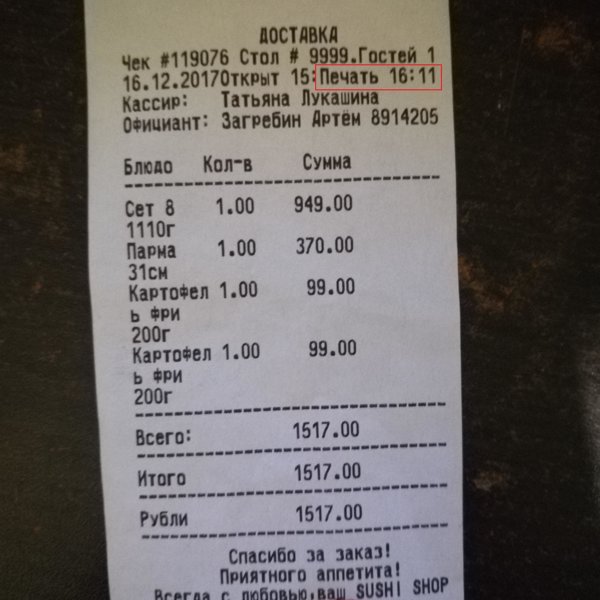 ДОСТАВКА
Чек #119076 Стол # 9999.Гостей 1
16.12.2017Открыт 15:Печать 16:11
Кассир: Татьяна Лукашина
Официант: Загребин Артём 8914205
Блюдо Кол-в Сумма
Сет 8 1.00 949.00
1110г
Парма 1.00 370.00
31см
Картофел 1.00 99.00
ь фри
200г
Картофел 1.00 99.00
ь фри
200г
Всего: 1517.00
Итого 1517.00
Рубли 1517.00
Спасибо за заказ!
Приятного аппетита!
Всегда с любовью,ваш SUSHI SHOP